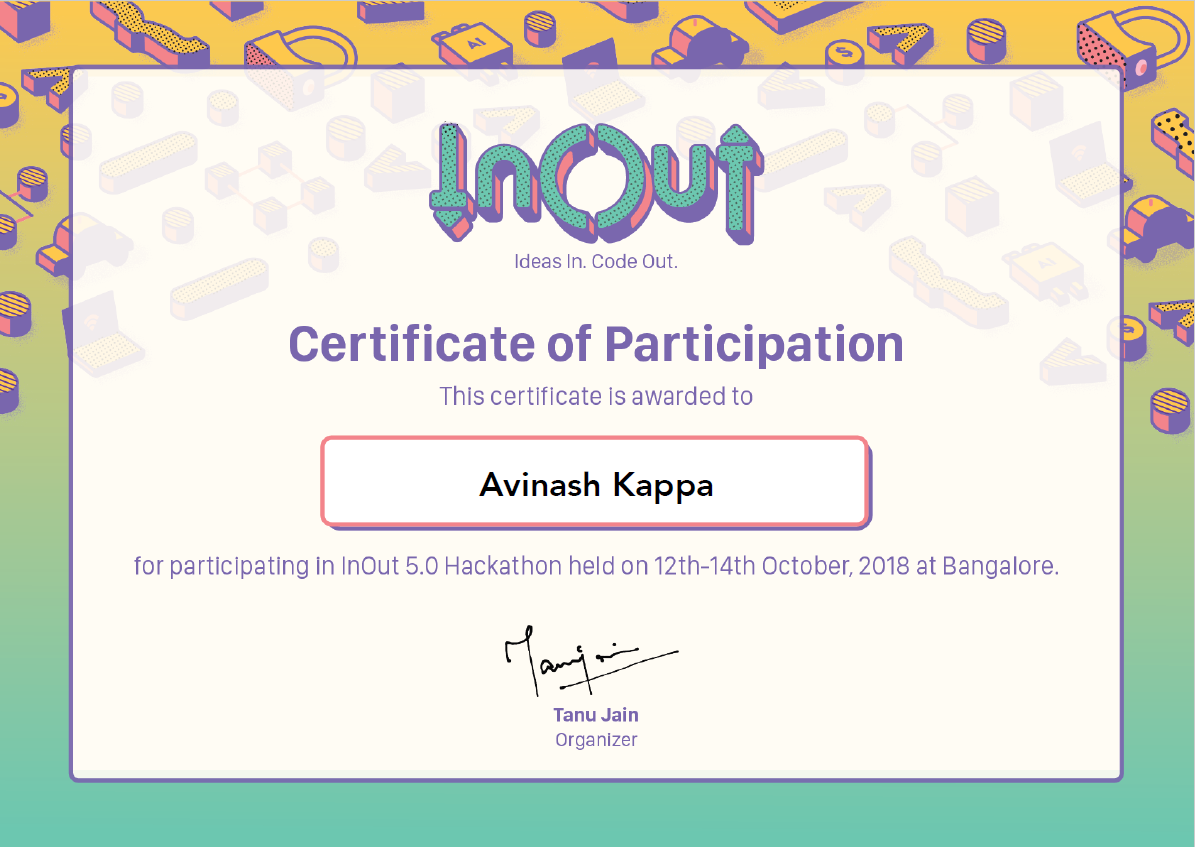 AI
$
InOut
Ideas In. Code Out.
Certificate of Participation
This certificate is awarded to
Avinash Kappa
for participating in InOut 5.0 Hackathon held on 12th-14th October, 2018 at Bangalore.
Tanu Jain
Organizer